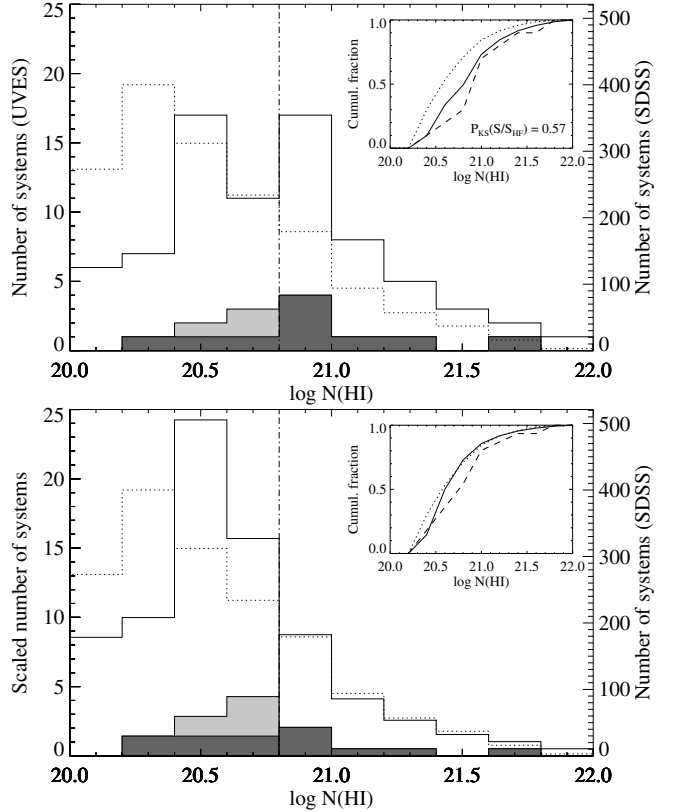 25
20
15
10
5
0
Number of systems (UVES)
500
400
300
200
100
0
Number of systems (SDSS)
20.0 20.5 21.0 21.5 22.0
log N(HI)
1.0
0.5
0.0
Cumul. fraction
P_KS(S/S_HF) = 0.57
20.0 20.5 21.0 21.5 22.0
log N(HI)
25
20
15
10
5
0
Scaled number of systems
500
400
300
200
100
0
Number of systems (SDSS)
20.0 20.5 21.0 21.5 22.0
log N(HI)
1.0
0.5
0.0
Cumul. fraction
20.0 20.5 21.0 21.5 22.0
log N(HI)